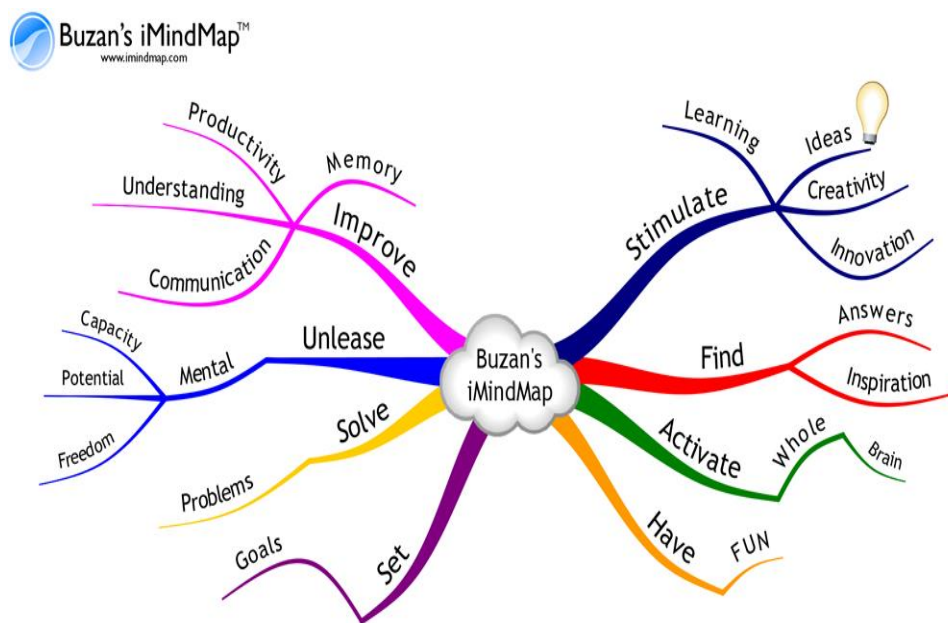 Buzan's iMindMap™
www.imindmap.com
Buzan's
iMindMap
Stimulate
Learning
Ideas
Creativity
Innovation
Find
Answers
Inspiration
Activate
Whole
Brain
Have
FUN
Set
Goals
Solve
Problems
Unlease
Mental
Capacity
Potential
Freedom
Improve
Productivity
Memory
Understanding
Communication